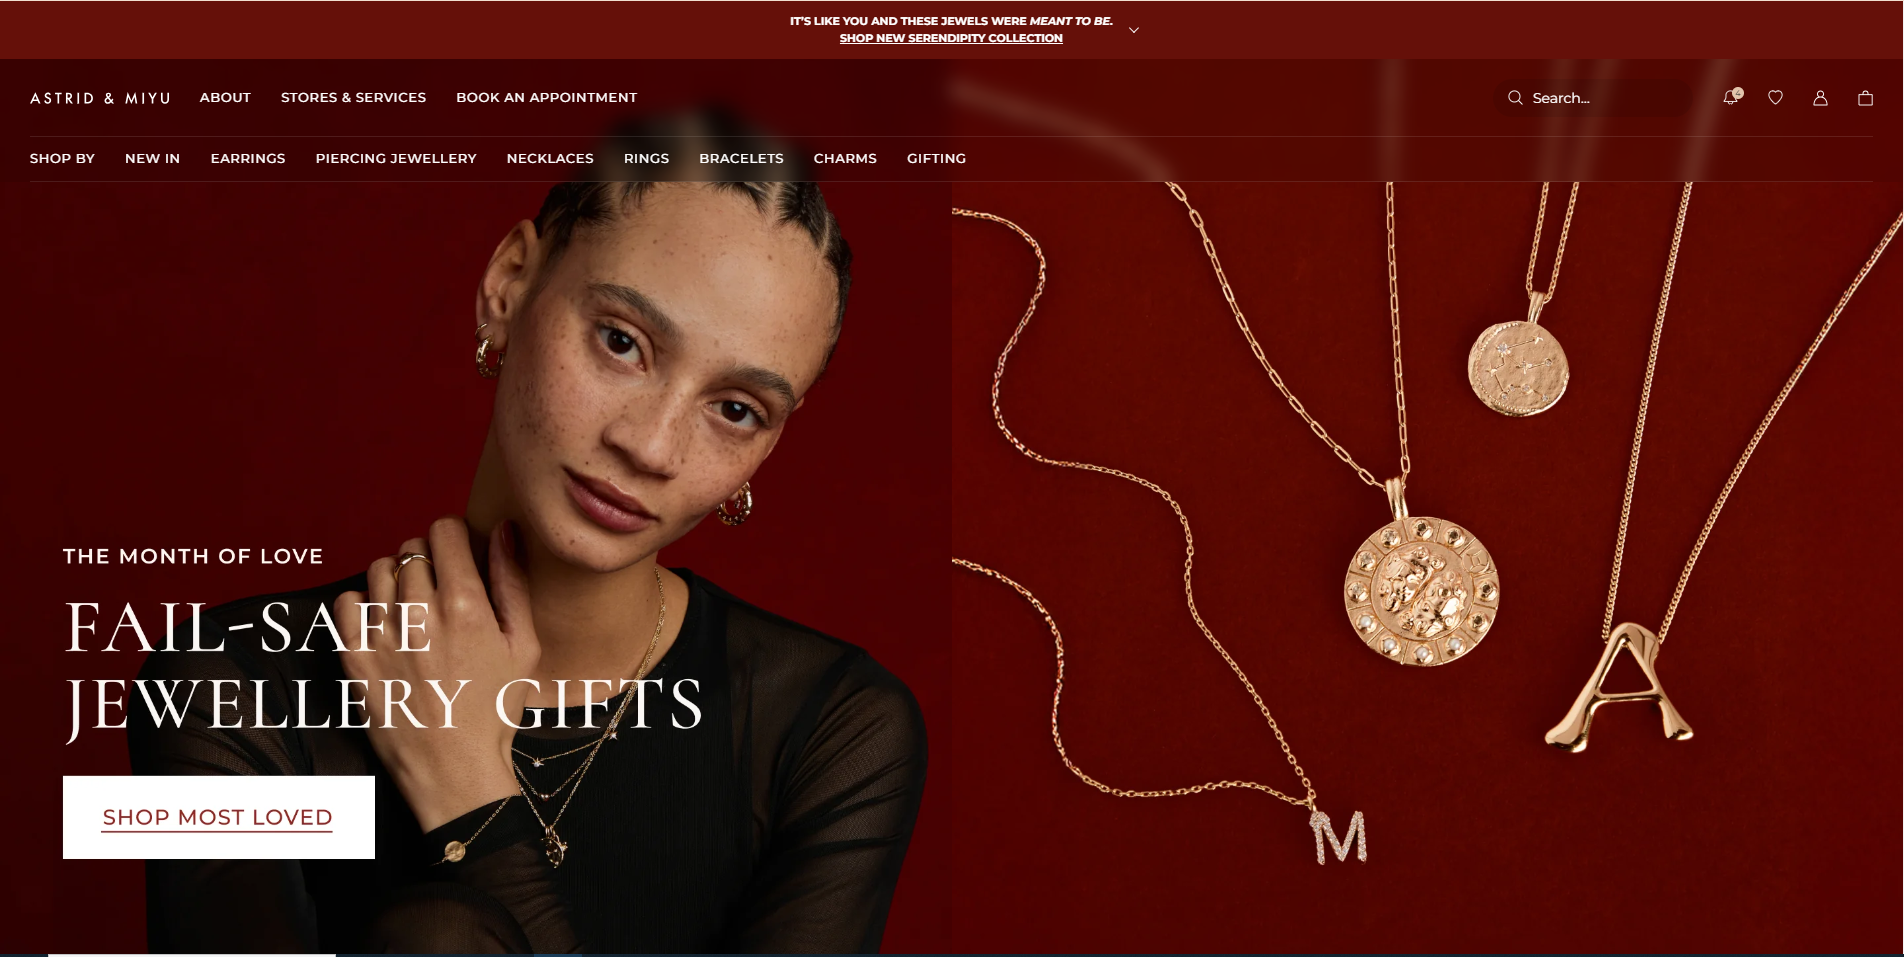 IT'S LIKE YOU AND THESE JEWELS WERE MEANT TO BE.
SHOP NEW SERENDIPITY COLLECTION
ASTRID & MIYU
ABOUT
STORES & SERVICES
BOOK AN APPOINTMENT
Search...
4
SHOP BY
NEW IN
EARRINGS
PIERCING JEWELLERY
NECKLACES
RINGS
BRACELETS
CHARMS
GIFTING
THE MONTH OF LOVE
FAIL-SAFE
JEWELLERY GIFTS
SHOP MOST LOVED
A
M